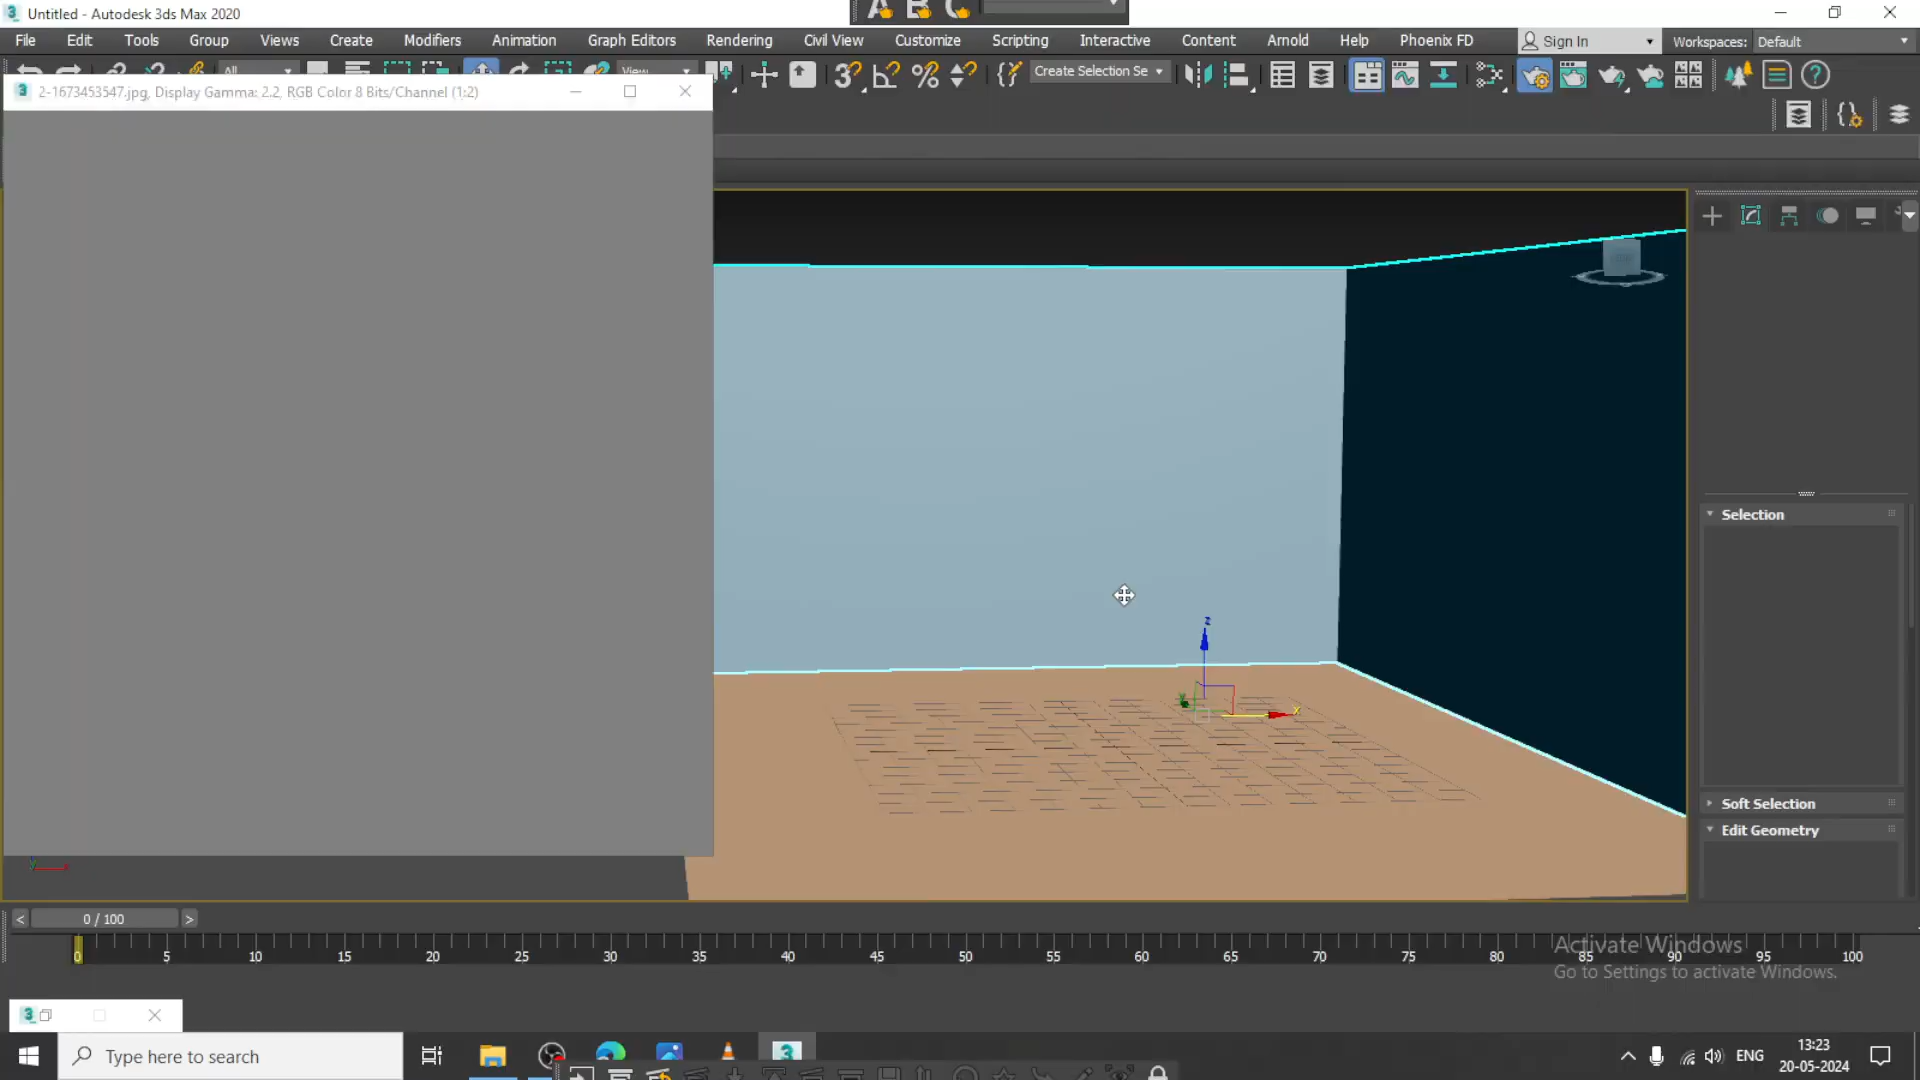 Untitled - Autodesk 3ds Max 2020
File Edit Tools Group Views Create Modifiers Animation Graph Editors Rendering Civil View Customize Scripting Interactive Content Arnold Help Phoenix FD Sign In Workspaces: Default
All View Create Selection Se
2-1673453547.jpg, Display Gamma: 2.2, RGB Color 8 Bits/Channel (1:2)
z
y
x
Selection
Soft Selection
Edit Geometry
< 0 / 100 >
0 5 10 15 20 25 30 35 40 45 50 55 60 65 70 75 80 85 90 95 100
Activate Windows
Go to Settings to activate Windows.
Type here to search
ENG
13:23
20-05-2024